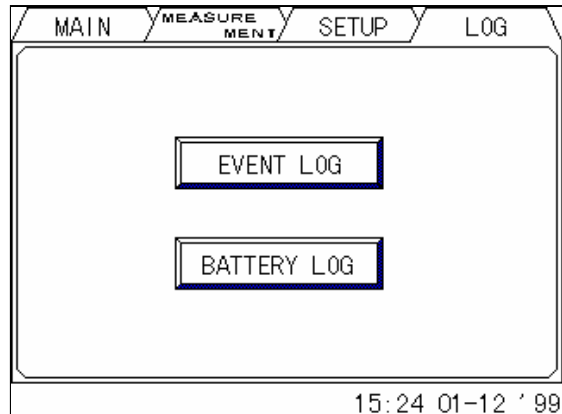 MAIN MEASURE MENT SETUP LOG
EVENT LOG
BATTERY LOG
15:24 01-12 '99